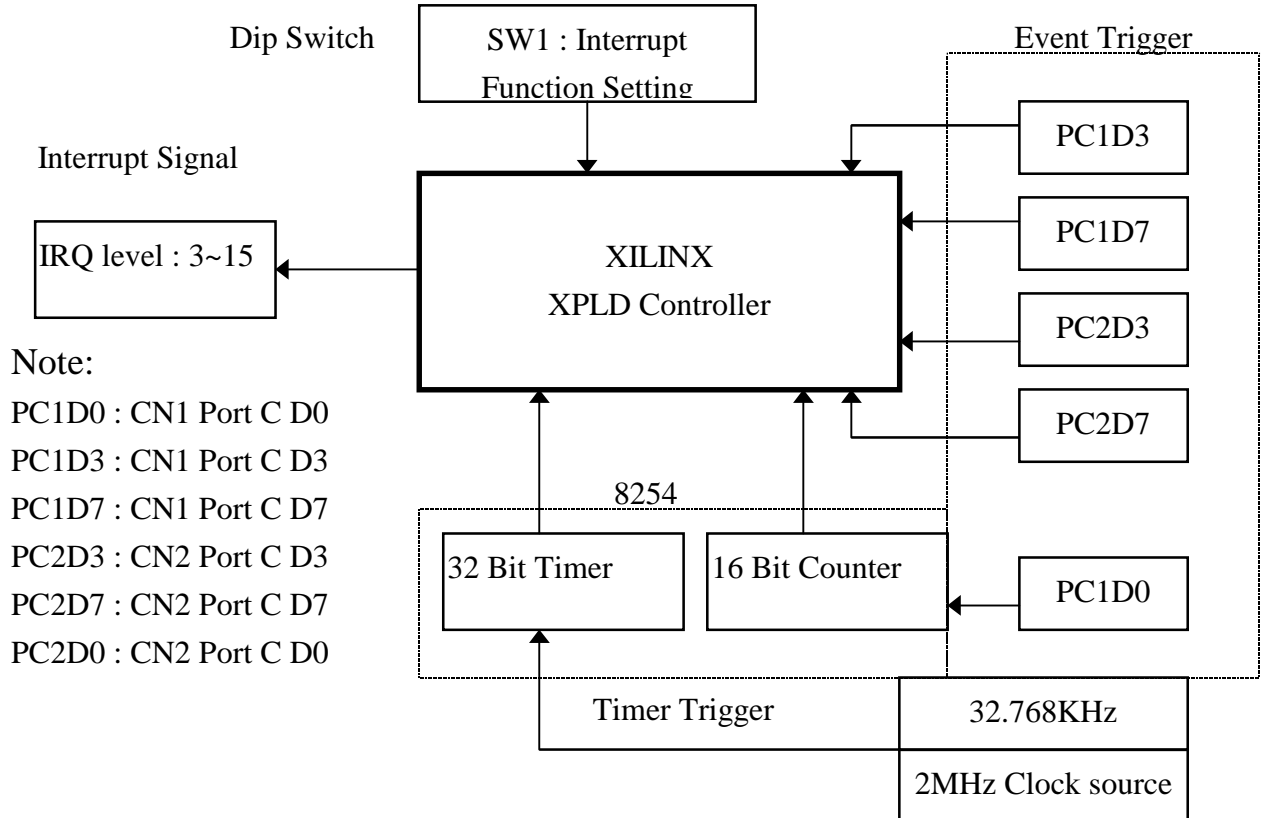 Dip Switch
SW1 : Interrupt
Function Setting
Event Trigger
PC1D3
Interrupt Signal
PC1D7
IRQ level : 3~15
XILINX
XPLD Controller
PC2D3
Note:
PC1D0 : CN1 Port C D0
PC1D3 : CN1 Port C D3
PC1D7 : CN1 Port C D7
PC2D3 : CN2 Port C D3
PC2D7 : CN2 Port C D7
PC2D0 : CN2 Port C D0
PC2D7
8254
32 Bit Timer
16 Bit Counter
PC1D0
Timer Trigger
32.768KHz
2MHz Clock source